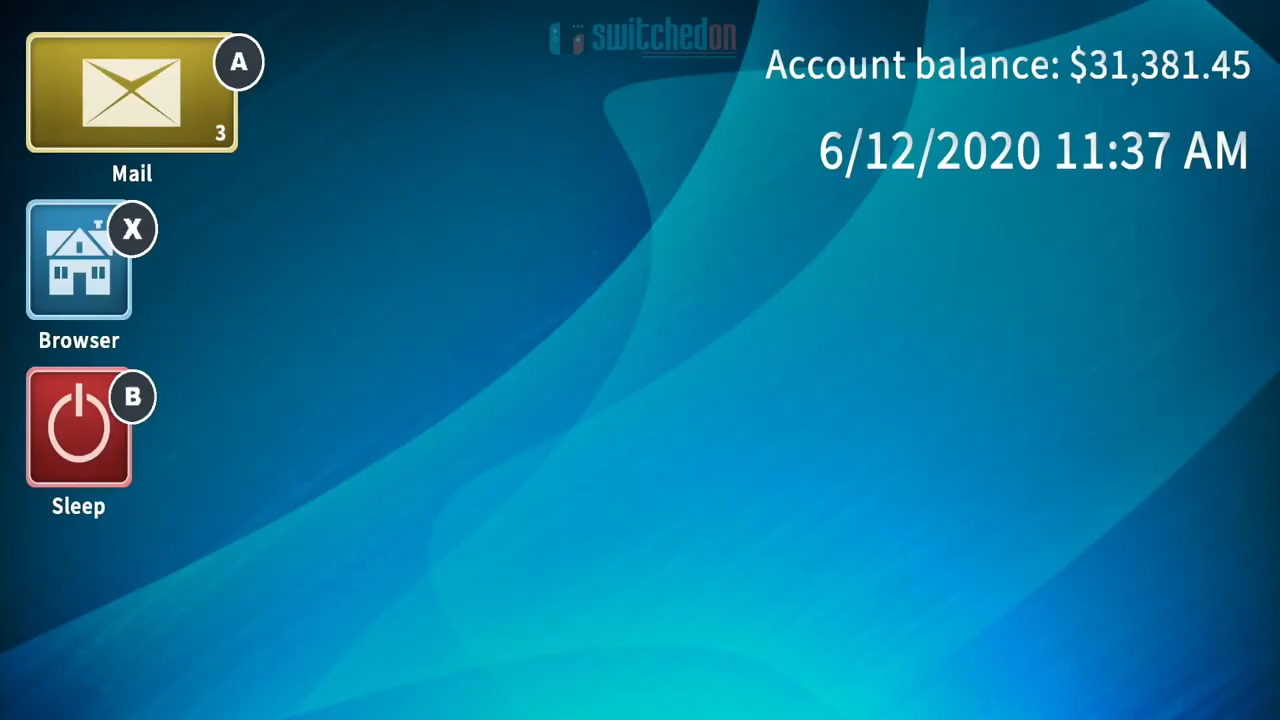 switchedon
Account balance: $31,381.45
6/12/2020 11:37 AM
A
3
Mail
X
Browser
B
Sleep